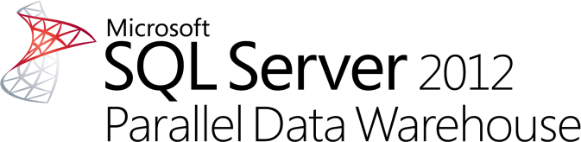 Microsoft
SQL Server 2012
Parallel Data Warehouse